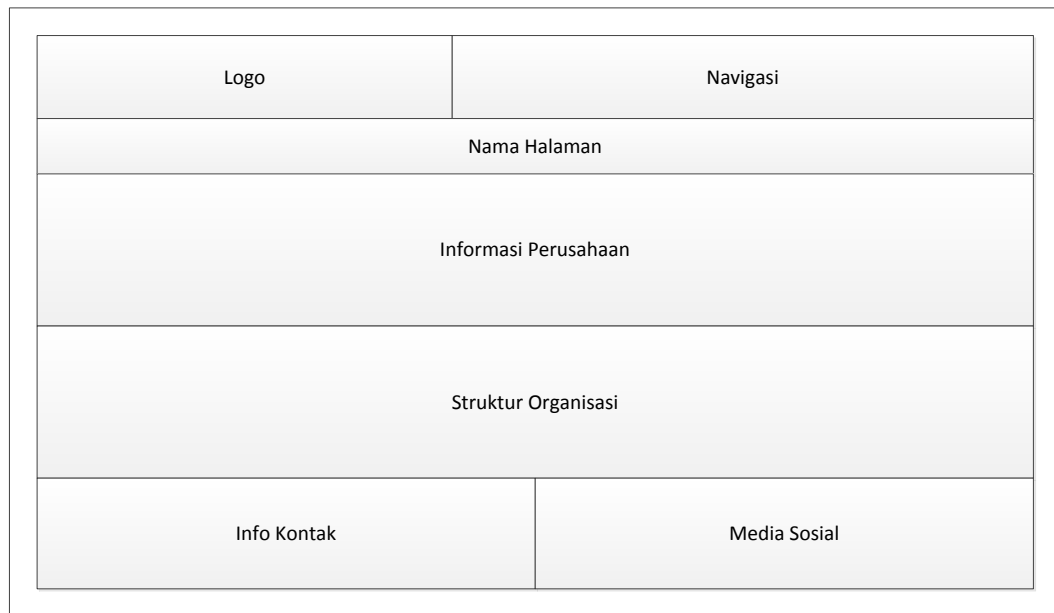 Logo
Navigasi
Nama Halaman
Informasi Perusahaan
Struktur Organisasi
Info Kontak
Media Sosial